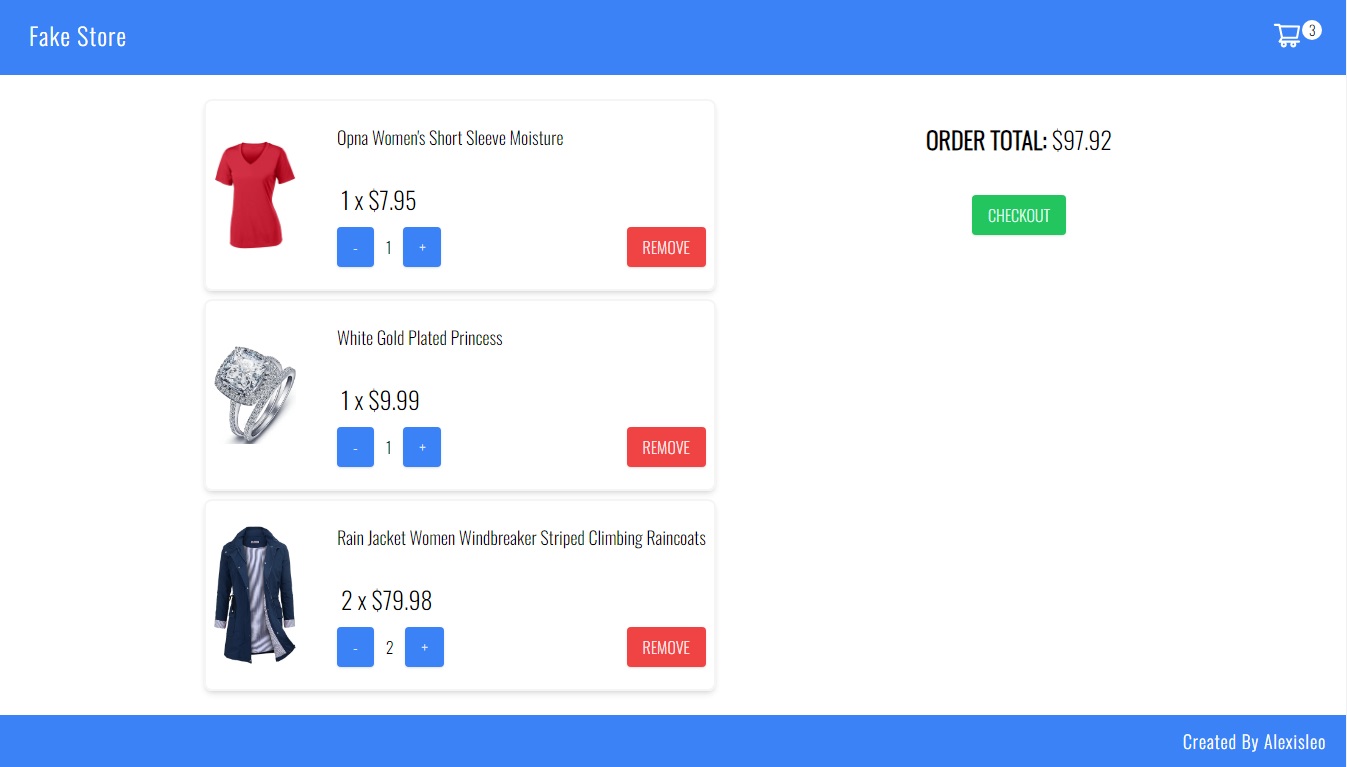 Fake Store
3
Opna Women's Short Sleeve Moisture
1 x $7.95
- 1 +
REMOVE
White Gold Plated Princess
1 x $9.99
- 1 +
REMOVE
Rain Jacket Women Windbreaker Striped Climbing Raincoats
2 x $79.98
- 2 +
REMOVE
ORDER TOTAL: $97.92
CHECKOUT
Created By Alexisleo